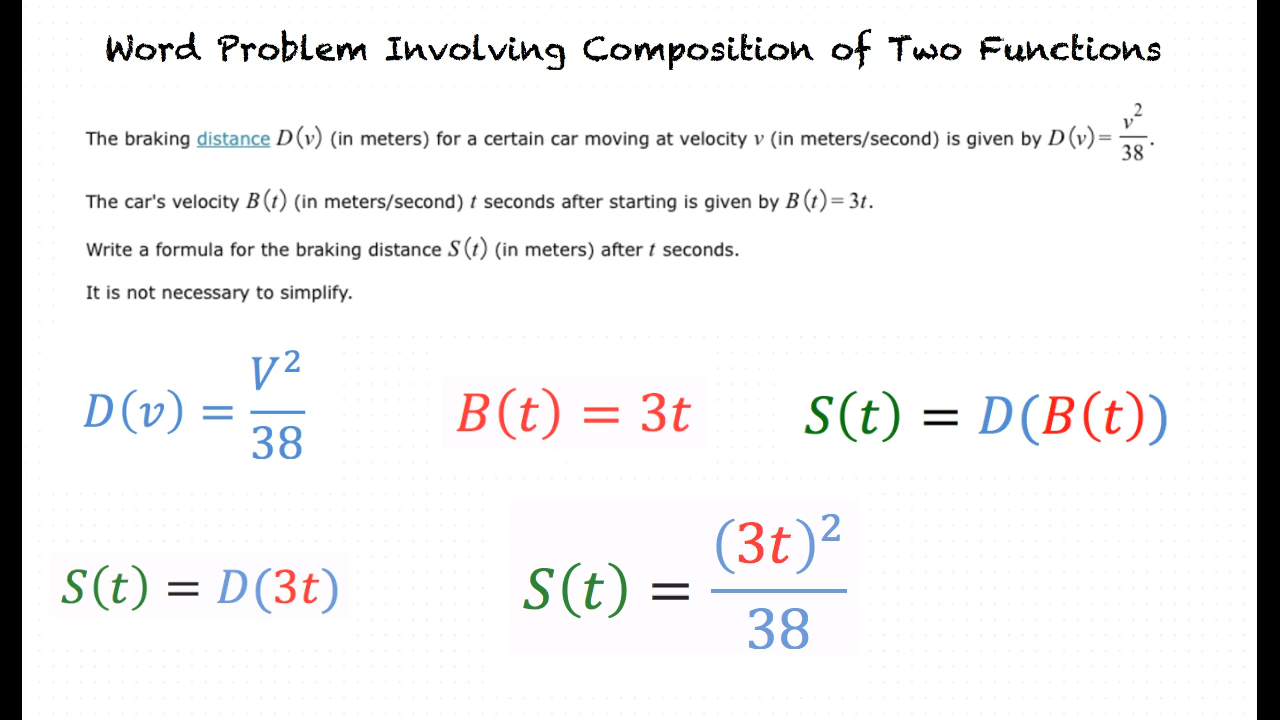 Word Problem Involving Composition of Two Functions
The braking distance D(v) (in meters) for a certain car moving at velocity v (in meters/second) is given by D(v)= v²/38.
The car's velocity B(t) (in meters/second) t seconds after starting is given by B(t)=3t.
Write a formula for the braking distance S(t) (in meters) after t seconds.
It is not necessary to simplify.
D(v) = V²/38
B(t) = 3t
S(t) = D(B(t))
S(t) = D(3t)
S(t) = (3t)²/38